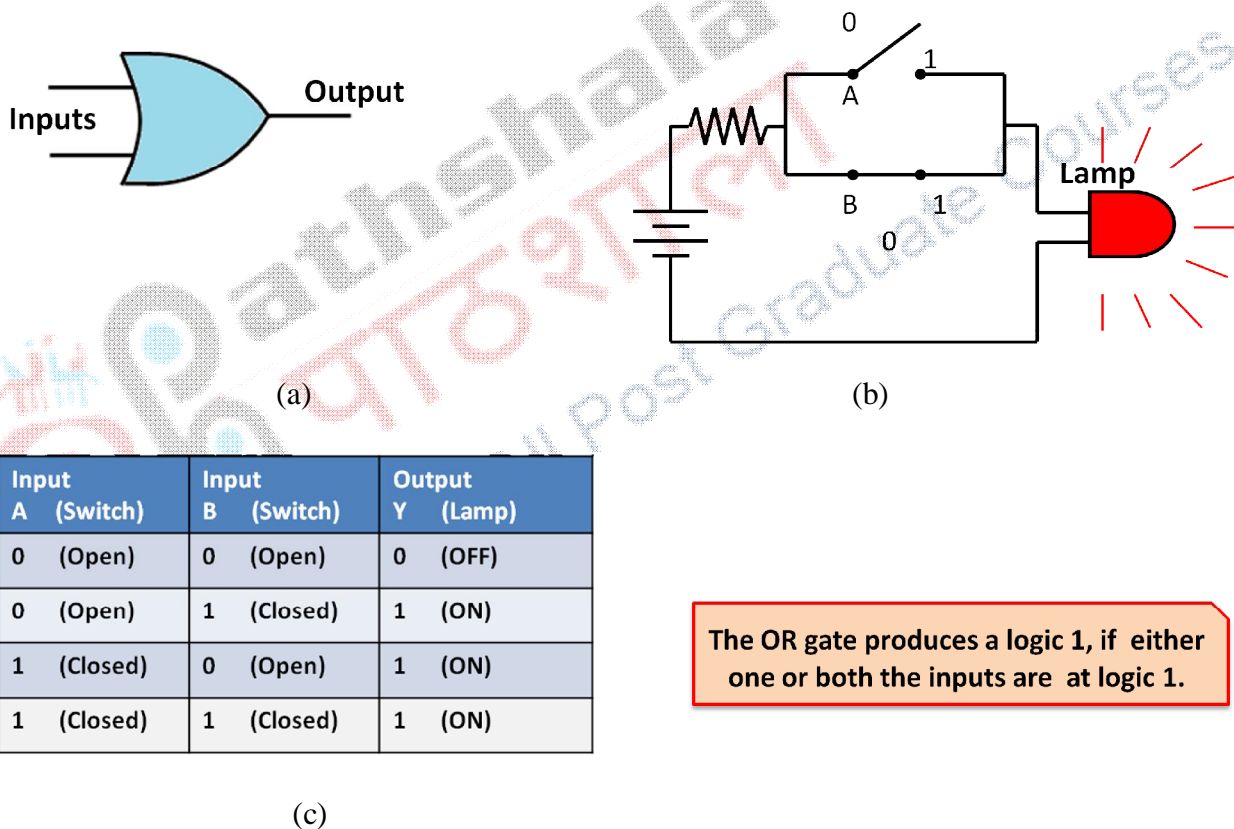 Inputs
Output
(a)
0
1
A
B
1
0
Lamp
(b)
Pathshala
पाठशाला
All Post Graduate Courses
Input
A (Switch)
Input
B (Switch)
Output
Y (Lamp)
0 (Open) 0 (Open) 0 (OFF)
0 (Open) 1 (Closed) 1 (ON)
1 (Closed) 0 (Open) 1 (ON)
1 (Closed) 1 (Closed) 1 (ON)
(c)
The OR gate produces a logic 1, if either
one or both the inputs are at logic 1.